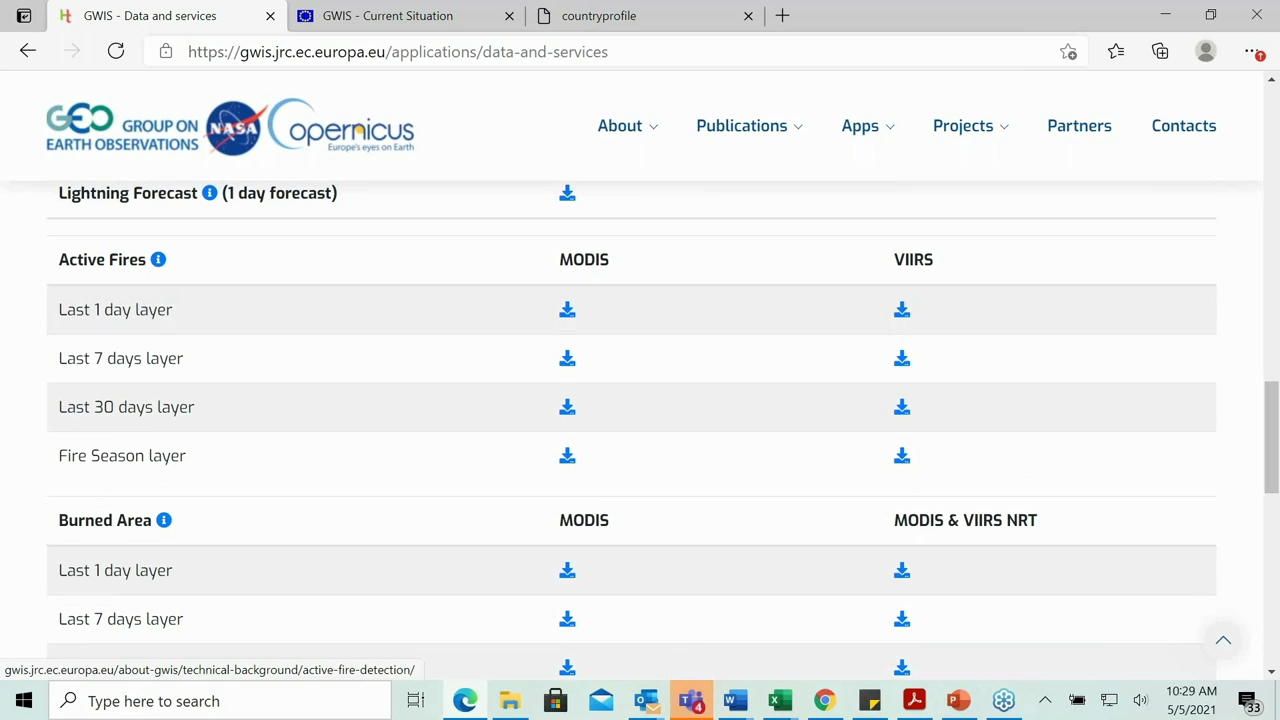 GWIS - Data and services
GWIS - Current Situation
countryprofile
https://gwis.jrc.ec.europa.eu/applications/data-and-services
GEO GROUP ON EARTH OBSERVATIONS
NASA
opernicus
Europe's eyes on Earth
About
Publications
Apps
Projects
Partners
Contacts
Lightning Forecast (1 day forecast)
Active Fires MODIS VIIRS
Last 1 day layer
Last 7 days layer
Last 30 days layer
Fire Season layer
Burned Area MODIS MODIS & VIIRS NRT
Last 1 day layer
Last 7 days layer
gwis.jrc.ec.europa.eu/about-gwis/technical-background/active-fire-detection/
Type here to search
4
10:29 AM
5/5/2021
33